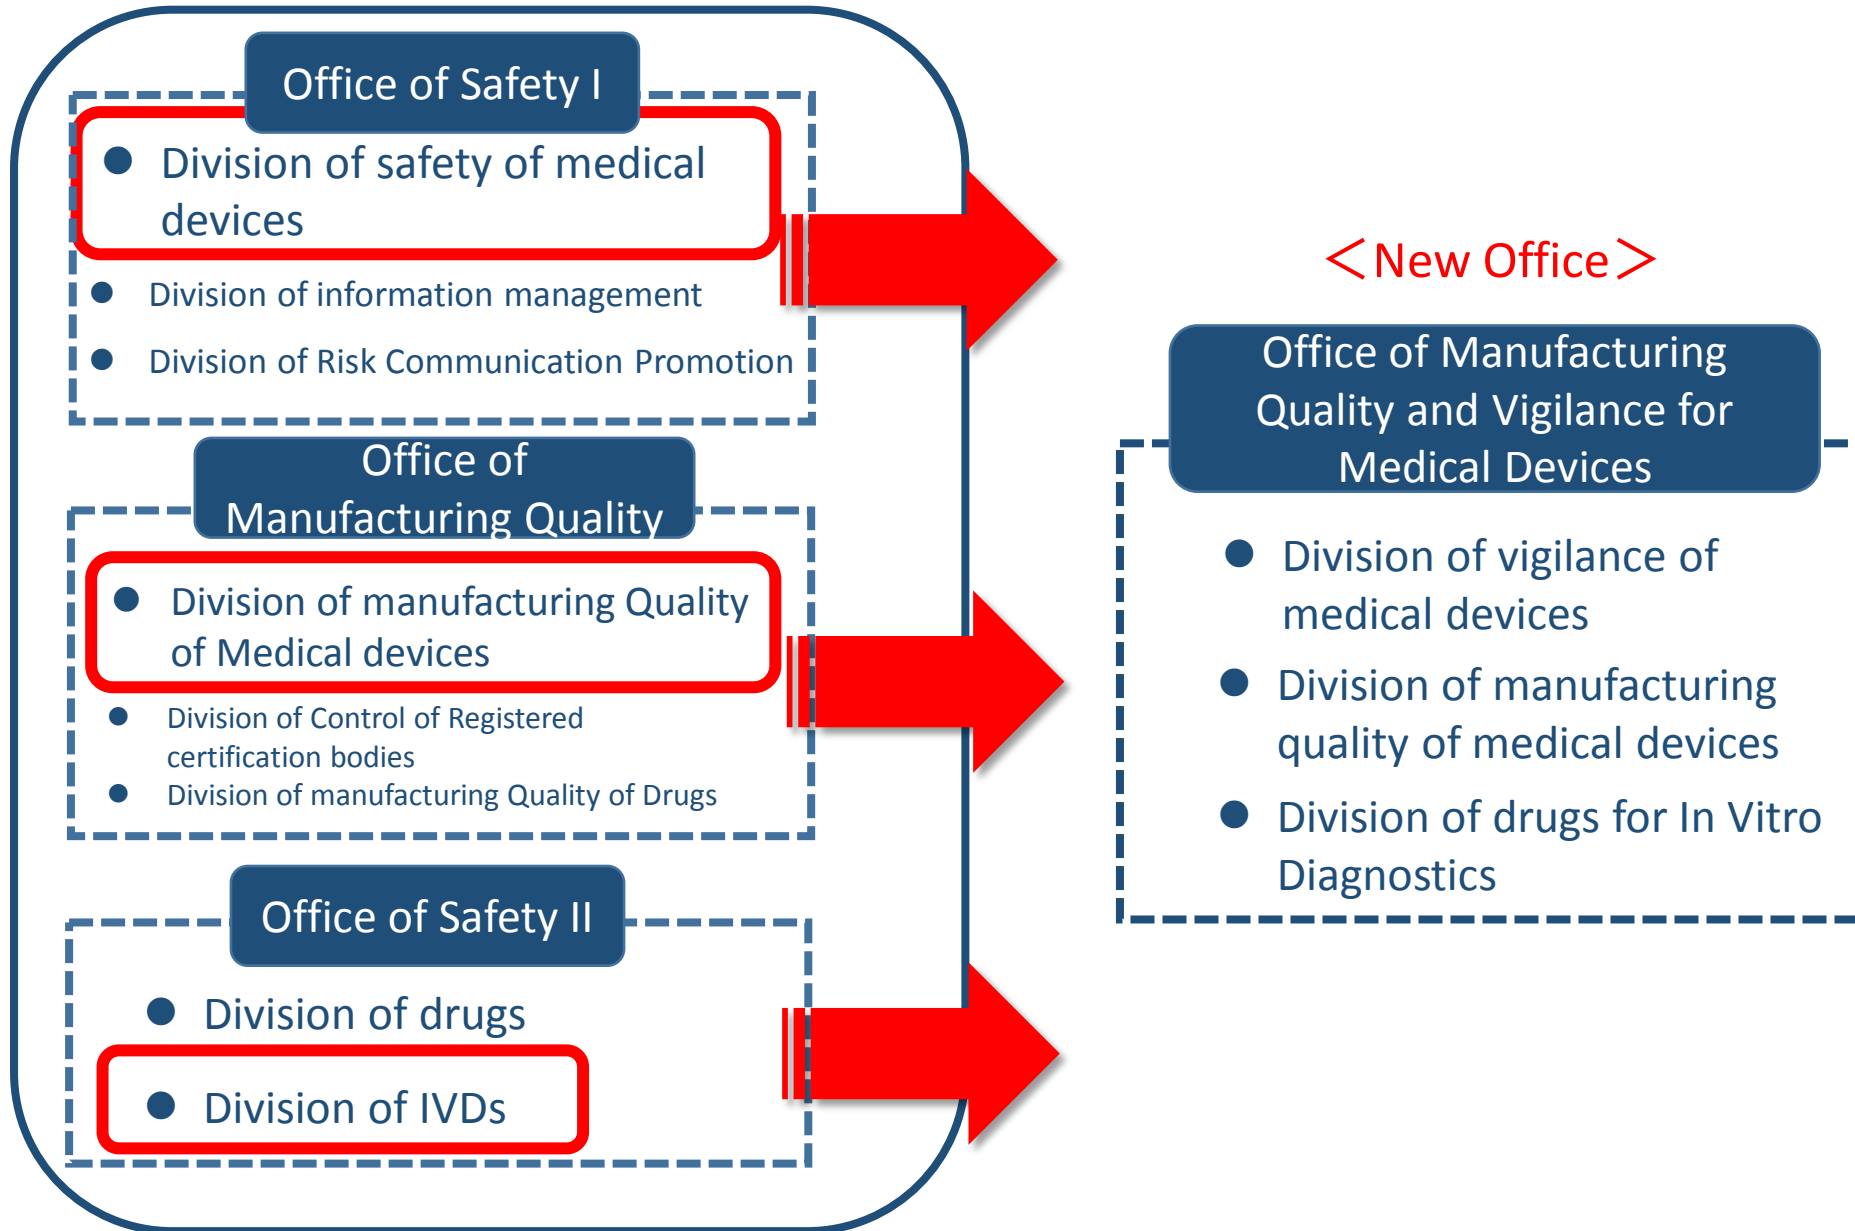 Office of Safety I
● Division of safety of medical
devices
● Division of information management
● Division of Risk Communication Promotion
Office of
Manufacturing Quality
● Division of manufacturing Quality
of Medical devices
● Division of Control of Registered
certification bodies
● Division of manufacturing Quality of Drugs
Office of Safety II
● Division of drugs
● Division of IVDs
＜New Office＞
Office of Manufacturing
Quality and Vigilance for
Medical Devices
● Division of vigilance of
medical devices
● Division of manufacturing
quality of medical devices
● Division of drugs for In Vitro
Diagnostics